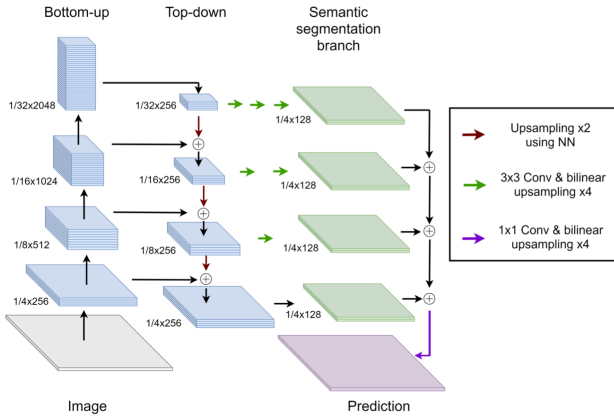 Bottom-up
Top-down
Semantic
segmentation
branch
1/32x2048
1/32x256
1/4x128
1/16x1024
1/16x256
1/4x128
1/8x512
1/8x256
1/4x128
1/4x256
1/4x256
1/4x128
Image
Prediction
Upsampling x2
using NN
3x3 Conv & bilinear
upsampling x4
1x1 Conv & bilinear
upsampling x4